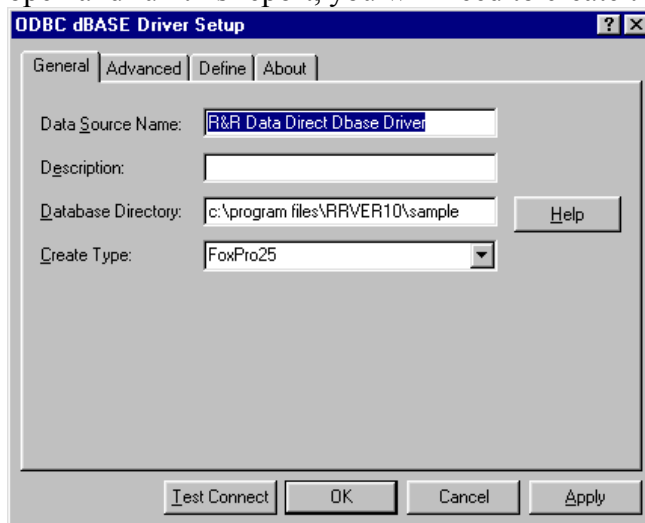 ODBC dBASE Driver Setup
General Advanced Define About
Data Source Name: R&R Data Direct Dbase Driver
Description:
Database Directory: c:\program files\RRVER10\sample Help
Create Type: FoxPro25
Test Connect OK Cancel Apply